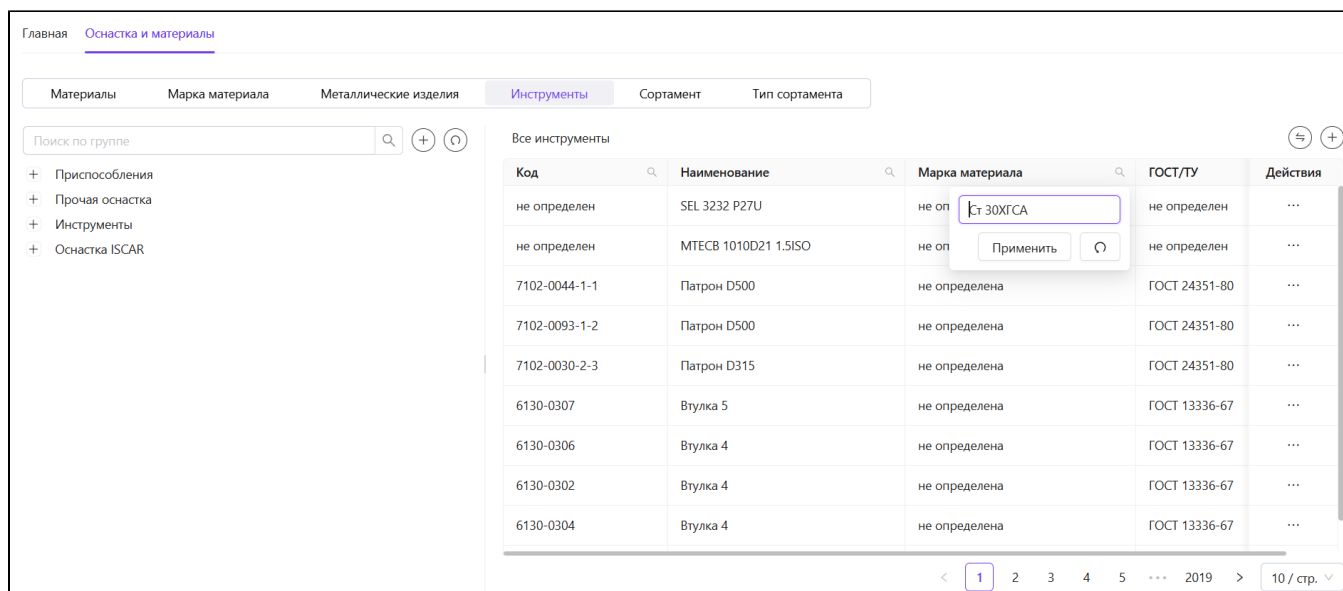 Главная Оснастка и материалы
Материалы Марка материала Металлические изделия Инструменты Сортамент Тип сортамента
Поиск по группе
Приспособления
Прочая оснастка
Инструменты
Оснастка ISCAR
Все инструменты
Код Наименование Марка материала ГОСТ/ТУ Действия
не определен SEL 3232 P27U не оп не определен ...
Ст 30ХГСА
не определен MTECB 1010D21 1.5ISO не оп не определен ...
Применить
7102-0044-1-1 Патрон D500 не определена ГОСТ 24351-80 ...
7102-0093-1-2 Патрон D500 не определена ГОСТ 24351-80 ...
7102-0030-2-3 Патрон D315 не определена ГОСТ 24351-80 ...
6130-0307 Втулка 5 не определена ГОСТ 13336-67 ...
6130-0306 Втулка 4 не определена ГОСТ 13336-67 ...
6130-0302 Втулка 4 не определена ГОСТ 13336-67 ...
6130-0304 Втулка 4 не определена ГОСТ 13336-67 ...
< 1 2 3 4 5 ••• 2019 > 10 / стр.